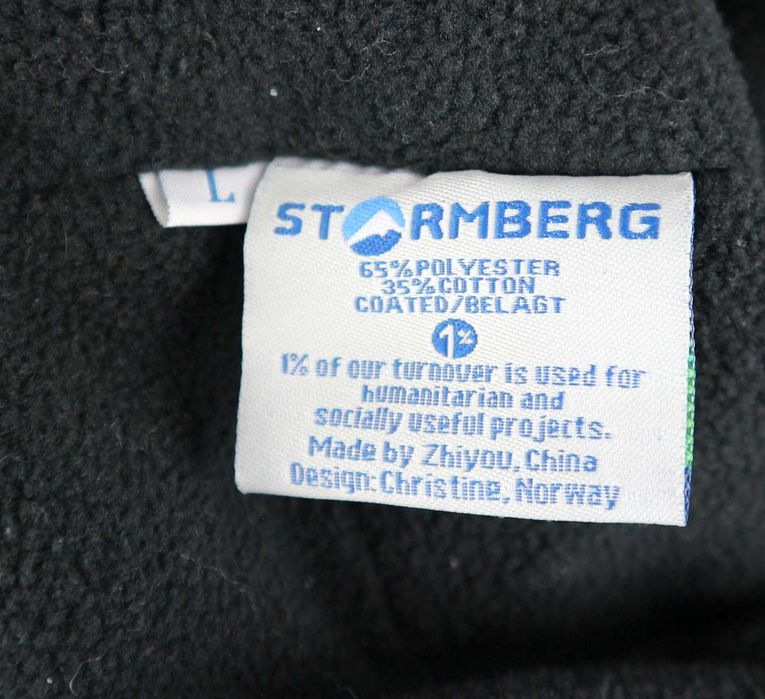 L
STORMBERG
65%POLYESTER
35%COTTON
COATED/BELAGT
1%
1% of our turnover is used for
humanitarian and
socially useful projects.
Made by Zhiyou, China
Design: Christine, Norway